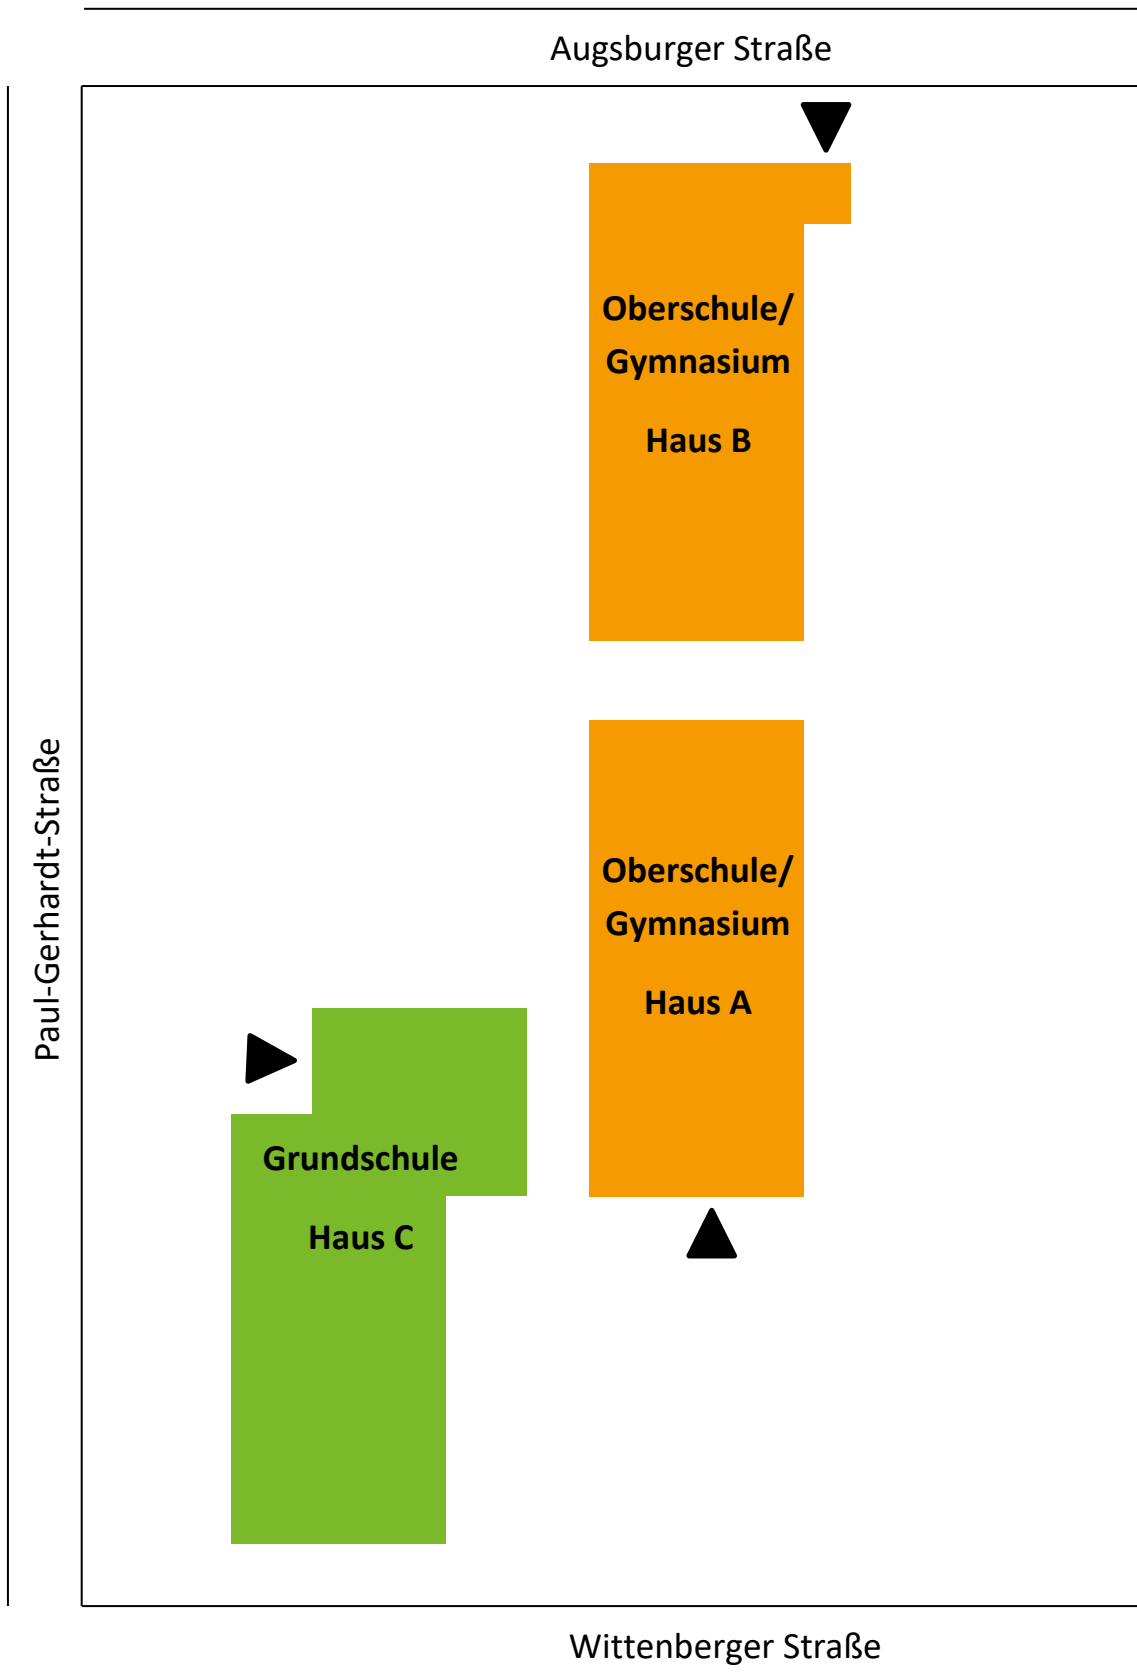 Augsburger Straße
Oberschule/
Gymnasium
Haus B
Paul-Gerhardt-Straße
Oberschule/
Gymnasium
Haus A
Grundschule
Haus C
Wittenberger Straße